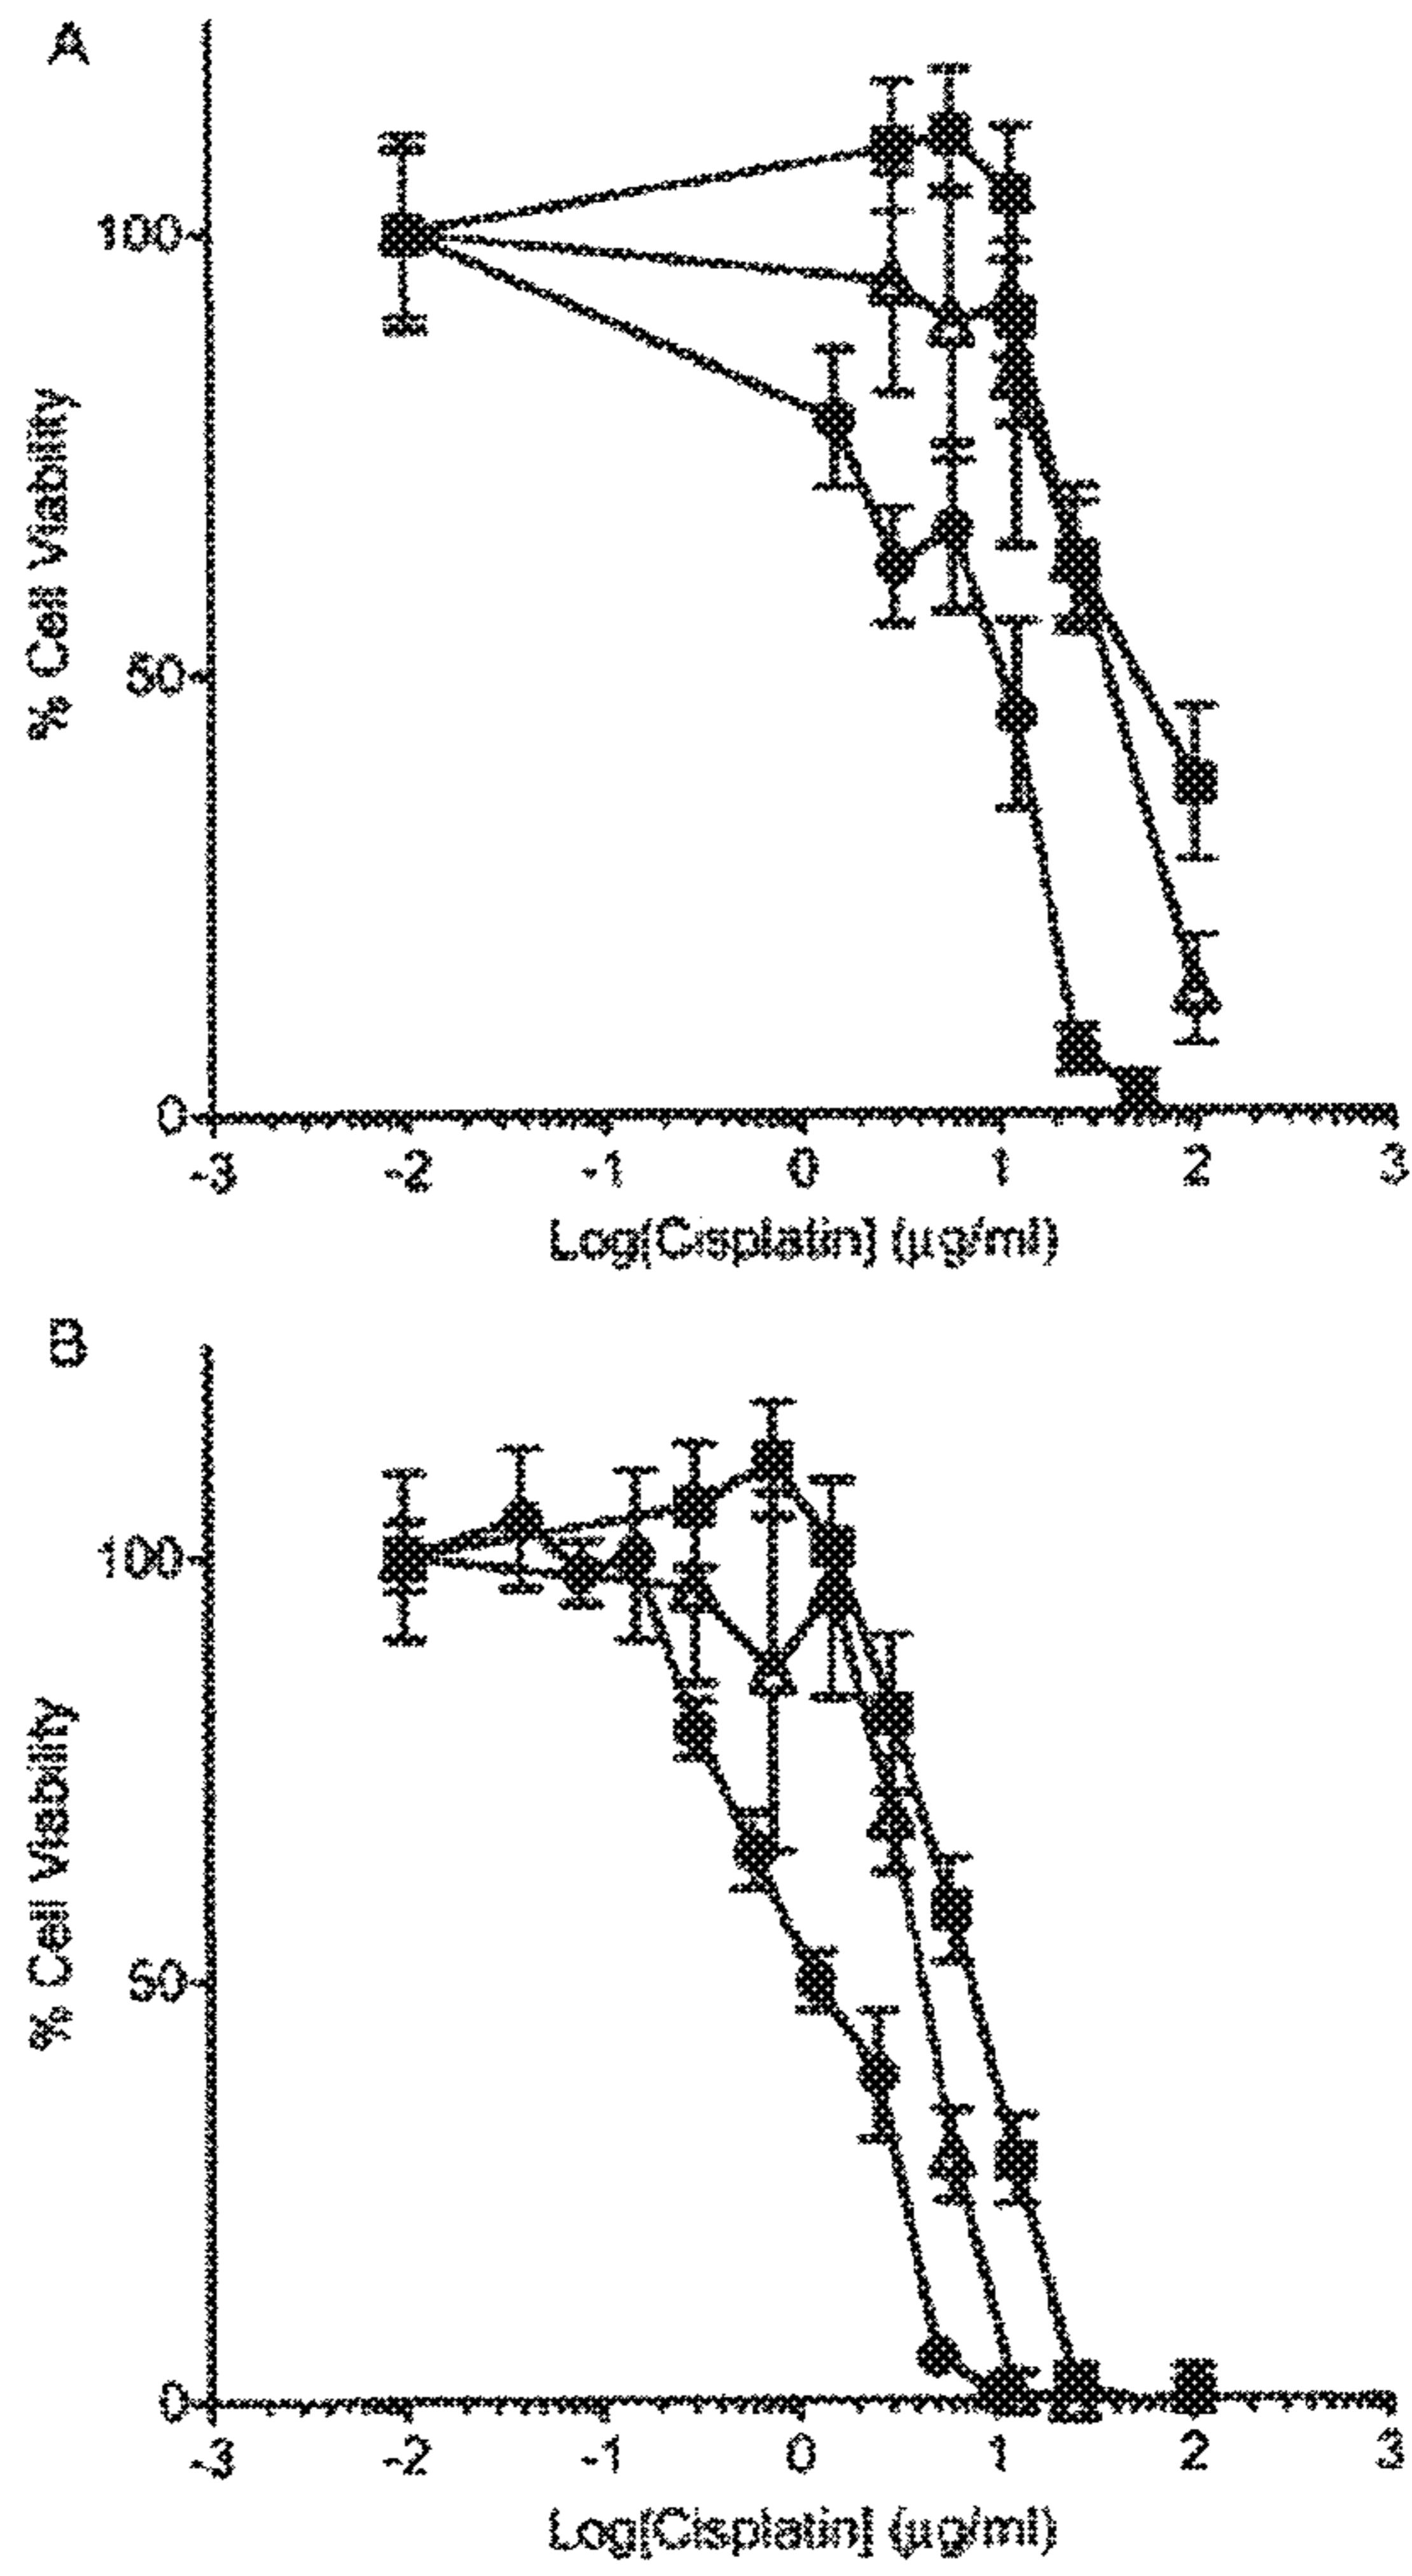 A
100
50
0
% Cell Viability
-3 -2 -1 0 1 2 3
Log[Cisplatin] (µg/ml)
B
100
50
0
% Cell Viability
-3 -2 -1 0 1 2 3
Log[Cisplatin] (µg/ml)